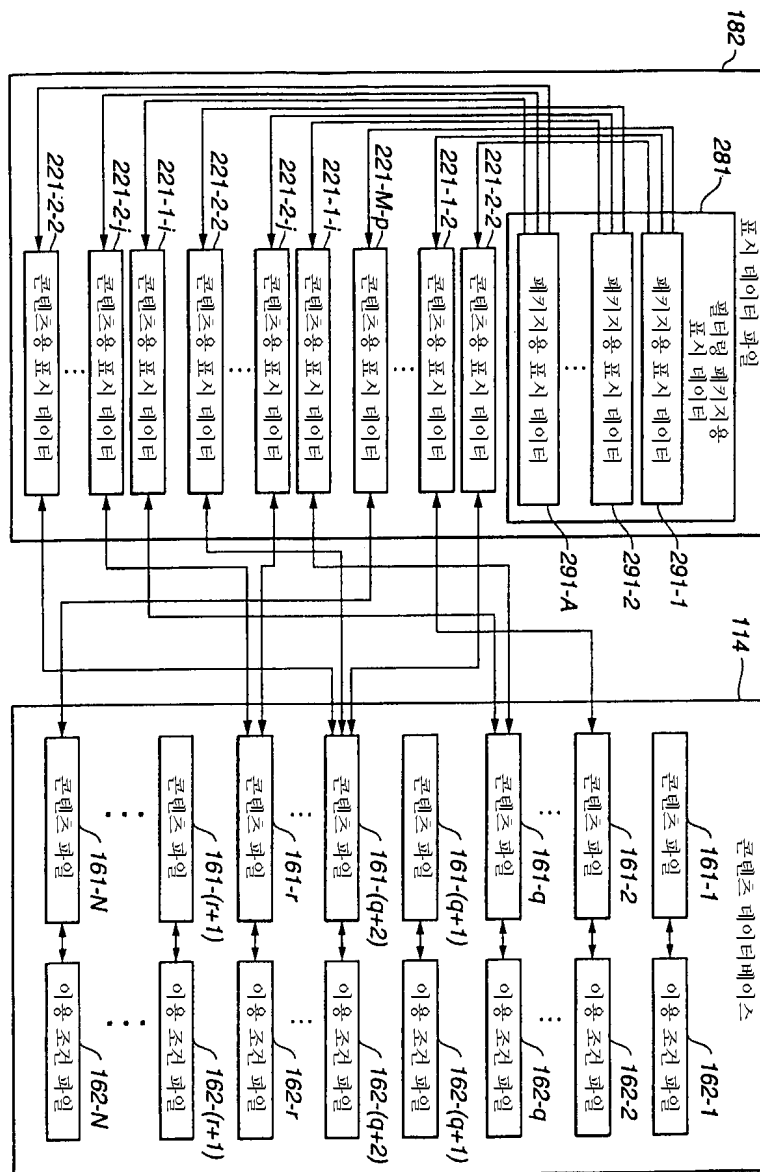 표시 데이터 파일
182
281
필터링 패키지용
표시 데이터
패키지용 표시 데이터
291-1
패키지용 표시 데이터
291-2
...
패키지용 표시 데이터
291-A
221-2-2
콘텐츠용 표시 데이터
221-1-2
콘텐츠용 표시 데이터
...
221-M-p
콘텐츠용 표시 데이터
221-1-i
콘텐츠용 표시 데이터
221-2-j
콘텐츠용 표시 데이터
...
221-2-2
콘텐츠용 표시 데이터
221-1-i
콘텐츠용 표시 데이터
221-2-j
콘텐츠용 표시 데이터
...
221-2-2
콘텐츠용 표시 데이터
114
콘텐츠 데이터베이스
콘텐츠 파일 161-1 이용 조건 파일 162-1
콘텐츠 파일 161-2 이용 조건 파일 162-2
... ...
콘텐츠 파일 161-q 이용 조건 파일 162-q
콘텐츠 파일 161-(q+1) 이용 조건 파일 162-(q+1)
콘텐츠 파일 161-(q+2) 이용 조건 파일 162-(q+2)
... ...
콘텐츠 파일 161-r 이용 조건 파일 162-r
콘텐츠 파일 161-(r+1) 이용 조건 파일 162-(r+1)
... ...
콘텐츠 파일 161-N 이용 조건 파일 162-N